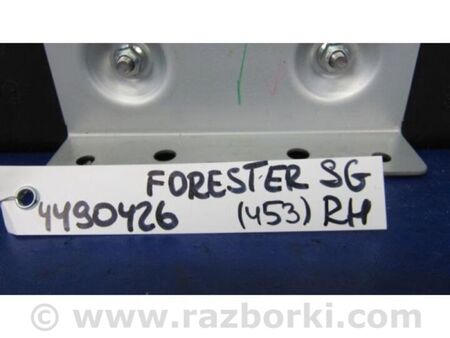 FORESTER SG
4490426 (453) RH
© www.razborki.com